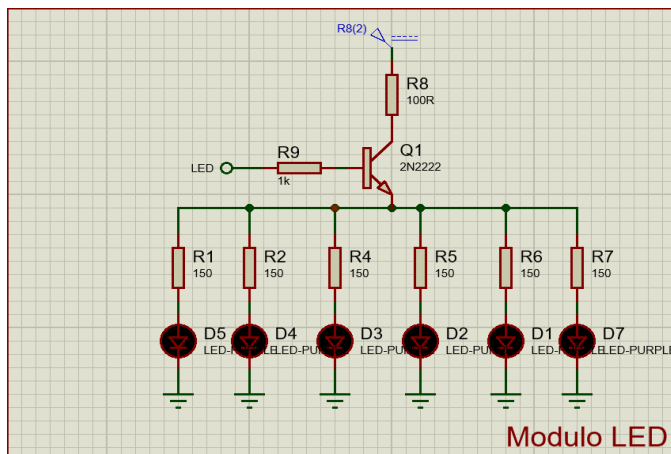 R8(2)
R8
100R
Q1
2N2222
LED
R9
1k
R1
150
R2
150
R4
150
R5
150
R6
150
R7
150
D5
D4
D3
D2
D1
D7
LED-PURPLE
Modulo LED